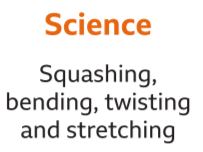 Science
Squashing,
bending, twisting
and stretching